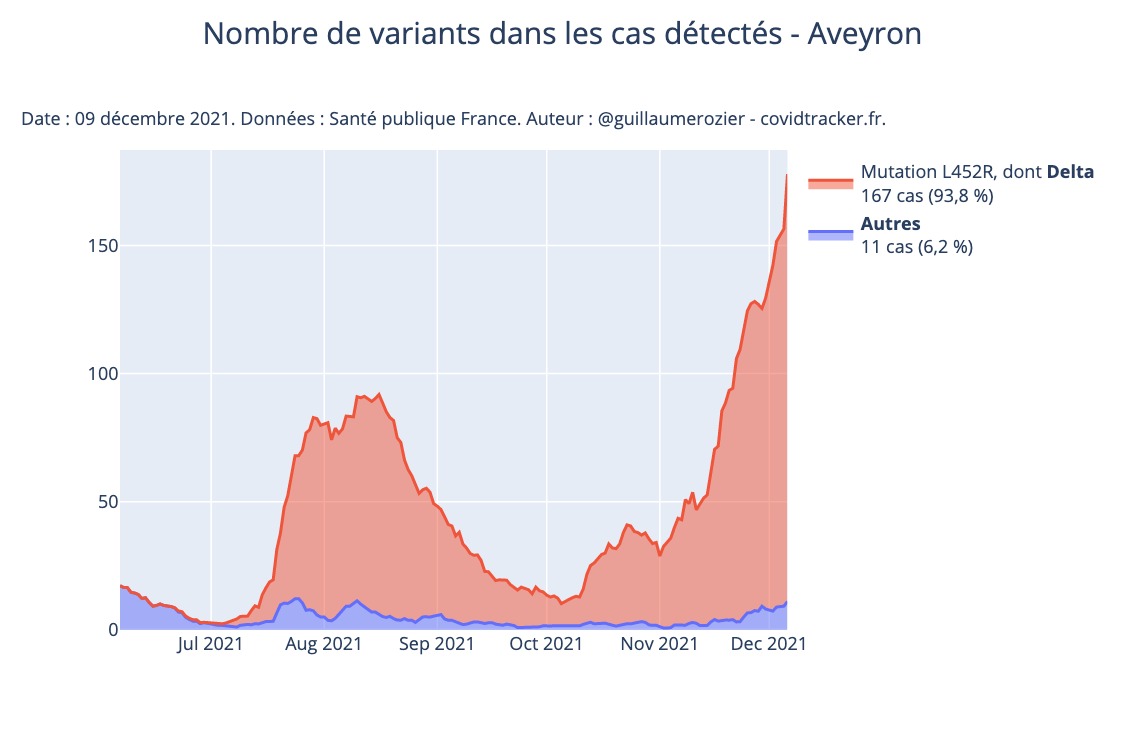 Nombre de variants dans les cas détectés - Aveyron
Date : 09 décembre 2021. Données : Santé publique France. Auteur : @guillaumerozier - covidtracker.fr.
Mutation L452R, dont Delta
167 cas (93,8 %)
Autres
11 cas (6,2 %)
150
100
50
0
Jul 2021 Aug 2021 Sep 2021 Oct 2021 Nov 2021 Dec 2021